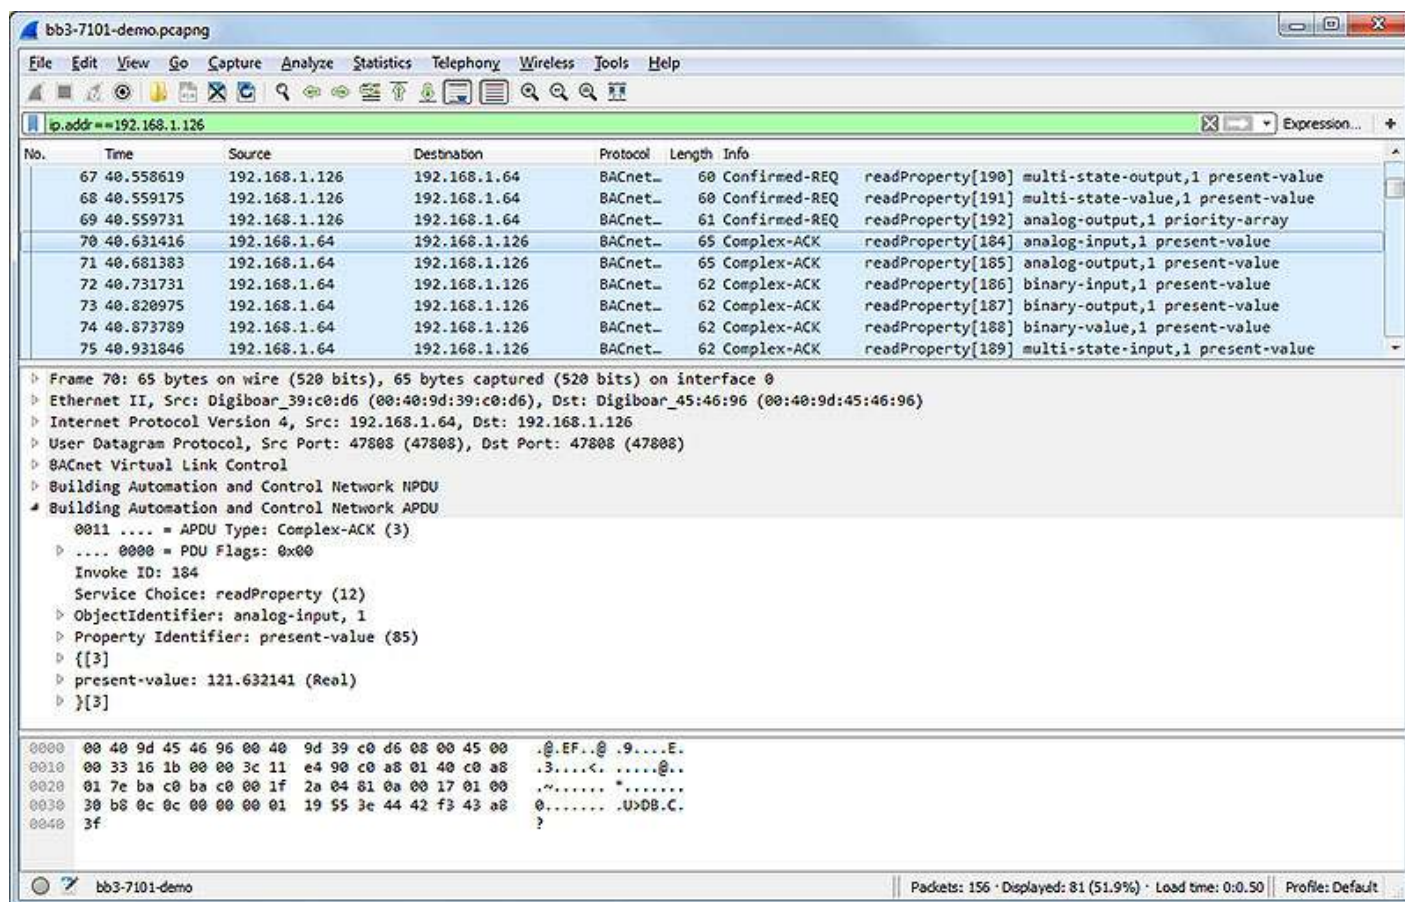 bb3-7101-demo.pcapng
File Edit View Go Capture Analyze Statistics Telephony Wireless Tools Help
ip.addr==192.168.1.126 Expression... +
No. Time Source Destination Protocol Length Info
67 40.558619 192.168.1.126 192.168.1.64 BACnet… 60 Confirmed-REQ readProperty[190] multi-state-output,1 present-value
68 40.559175 192.168.1.126 192.168.1.64 BACnet… 60 Confirmed-REQ readProperty[191] multi-state-value,1 present-value
69 40.559731 192.168.1.126 192.168.1.64 BACnet… 61 Confirmed-REQ readProperty[192] analog-output,1 priority-array
70 40.631416 192.168.1.64 192.168.1.126 BACnet… 65 Complex-ACK readProperty[184] analog-input,1 present-value
71 40.681383 192.168.1.64 192.168.1.126 BACnet… 65 Complex-ACK readProperty[185] analog-output,1 present-value
72 40.731731 192.168.1.64 192.168.1.126 BACnet… 62 Complex-ACK readProperty[186] binary-input,1 present-value
73 40.820975 192.168.1.64 192.168.1.126 BACnet… 62 Complex-ACK readProperty[187] binary-output,1 present-value
74 40.873789 192.168.1.64 192.168.1.126 BACnet… 62 Complex-ACK readProperty[188] binary-value,1 present-value
75 40.931846 192.168.1.64 192.168.1.126 BACnet… 62 Complex-ACK readProperty[189] multi-state-input,1 present-value
Frame 70: 65 bytes on wire (520 bits), 65 bytes captured (520 bits) on interface 0
Ethernet II, Src: Digiboar_39:c0:d6 (00:40:9d:39:c0:d6), Dst: Digiboar_45:46:96 (00:40:9d:45:46:96)
Internet Protocol Version 4, Src: 192.168.1.64, Dst: 192.168.1.126
User Datagram Protocol, Src Port: 47808 (47808), Dst Port: 47808 (47808)
BACnet Virtual Link Control
Building Automation and Control Network NPDU
Building Automation and Control Network APDU
0011 .... = APDU Type: Complex-ACK (3)
.... 0000 = PDU Flags: 0x00
Invoke ID: 184
Service Choice: readProperty (12)
ObjectIdentifier: analog-input, 1
Property Identifier: present-value (85)
{[3]
present-value: 121.632141 (Real)
}[3]
0000 00 40 9d 45 46 96 00 40 9d 39 c0 d6 08 00 45 00 .@.EF..@ .9....E.
0010 00 33 16 1b 00 00 3c 11 e4 90 c0 a8 01 40 c0 a8 .3....<. .....@..
0020 01 7e ba c0 ba c0 00 1f 2a 04 81 0a 00 17 01 00 .~...... *.......
0030 30 b8 0c 0c 00 00 00 01 19 55 3e 44 42 f3 43 a8 0....... .U>DB.C.
0040 3f ?
bb3-7101-demo Packets: 156 · Displayed: 81 (51.9%) · Load time: 0:0.50 Profile: Default